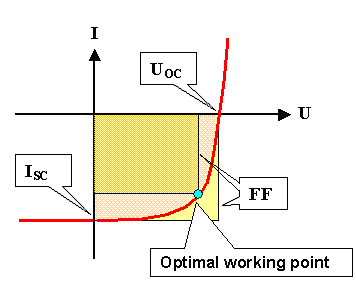 I
U_OC
U
I_SC
FF
Optimal working point